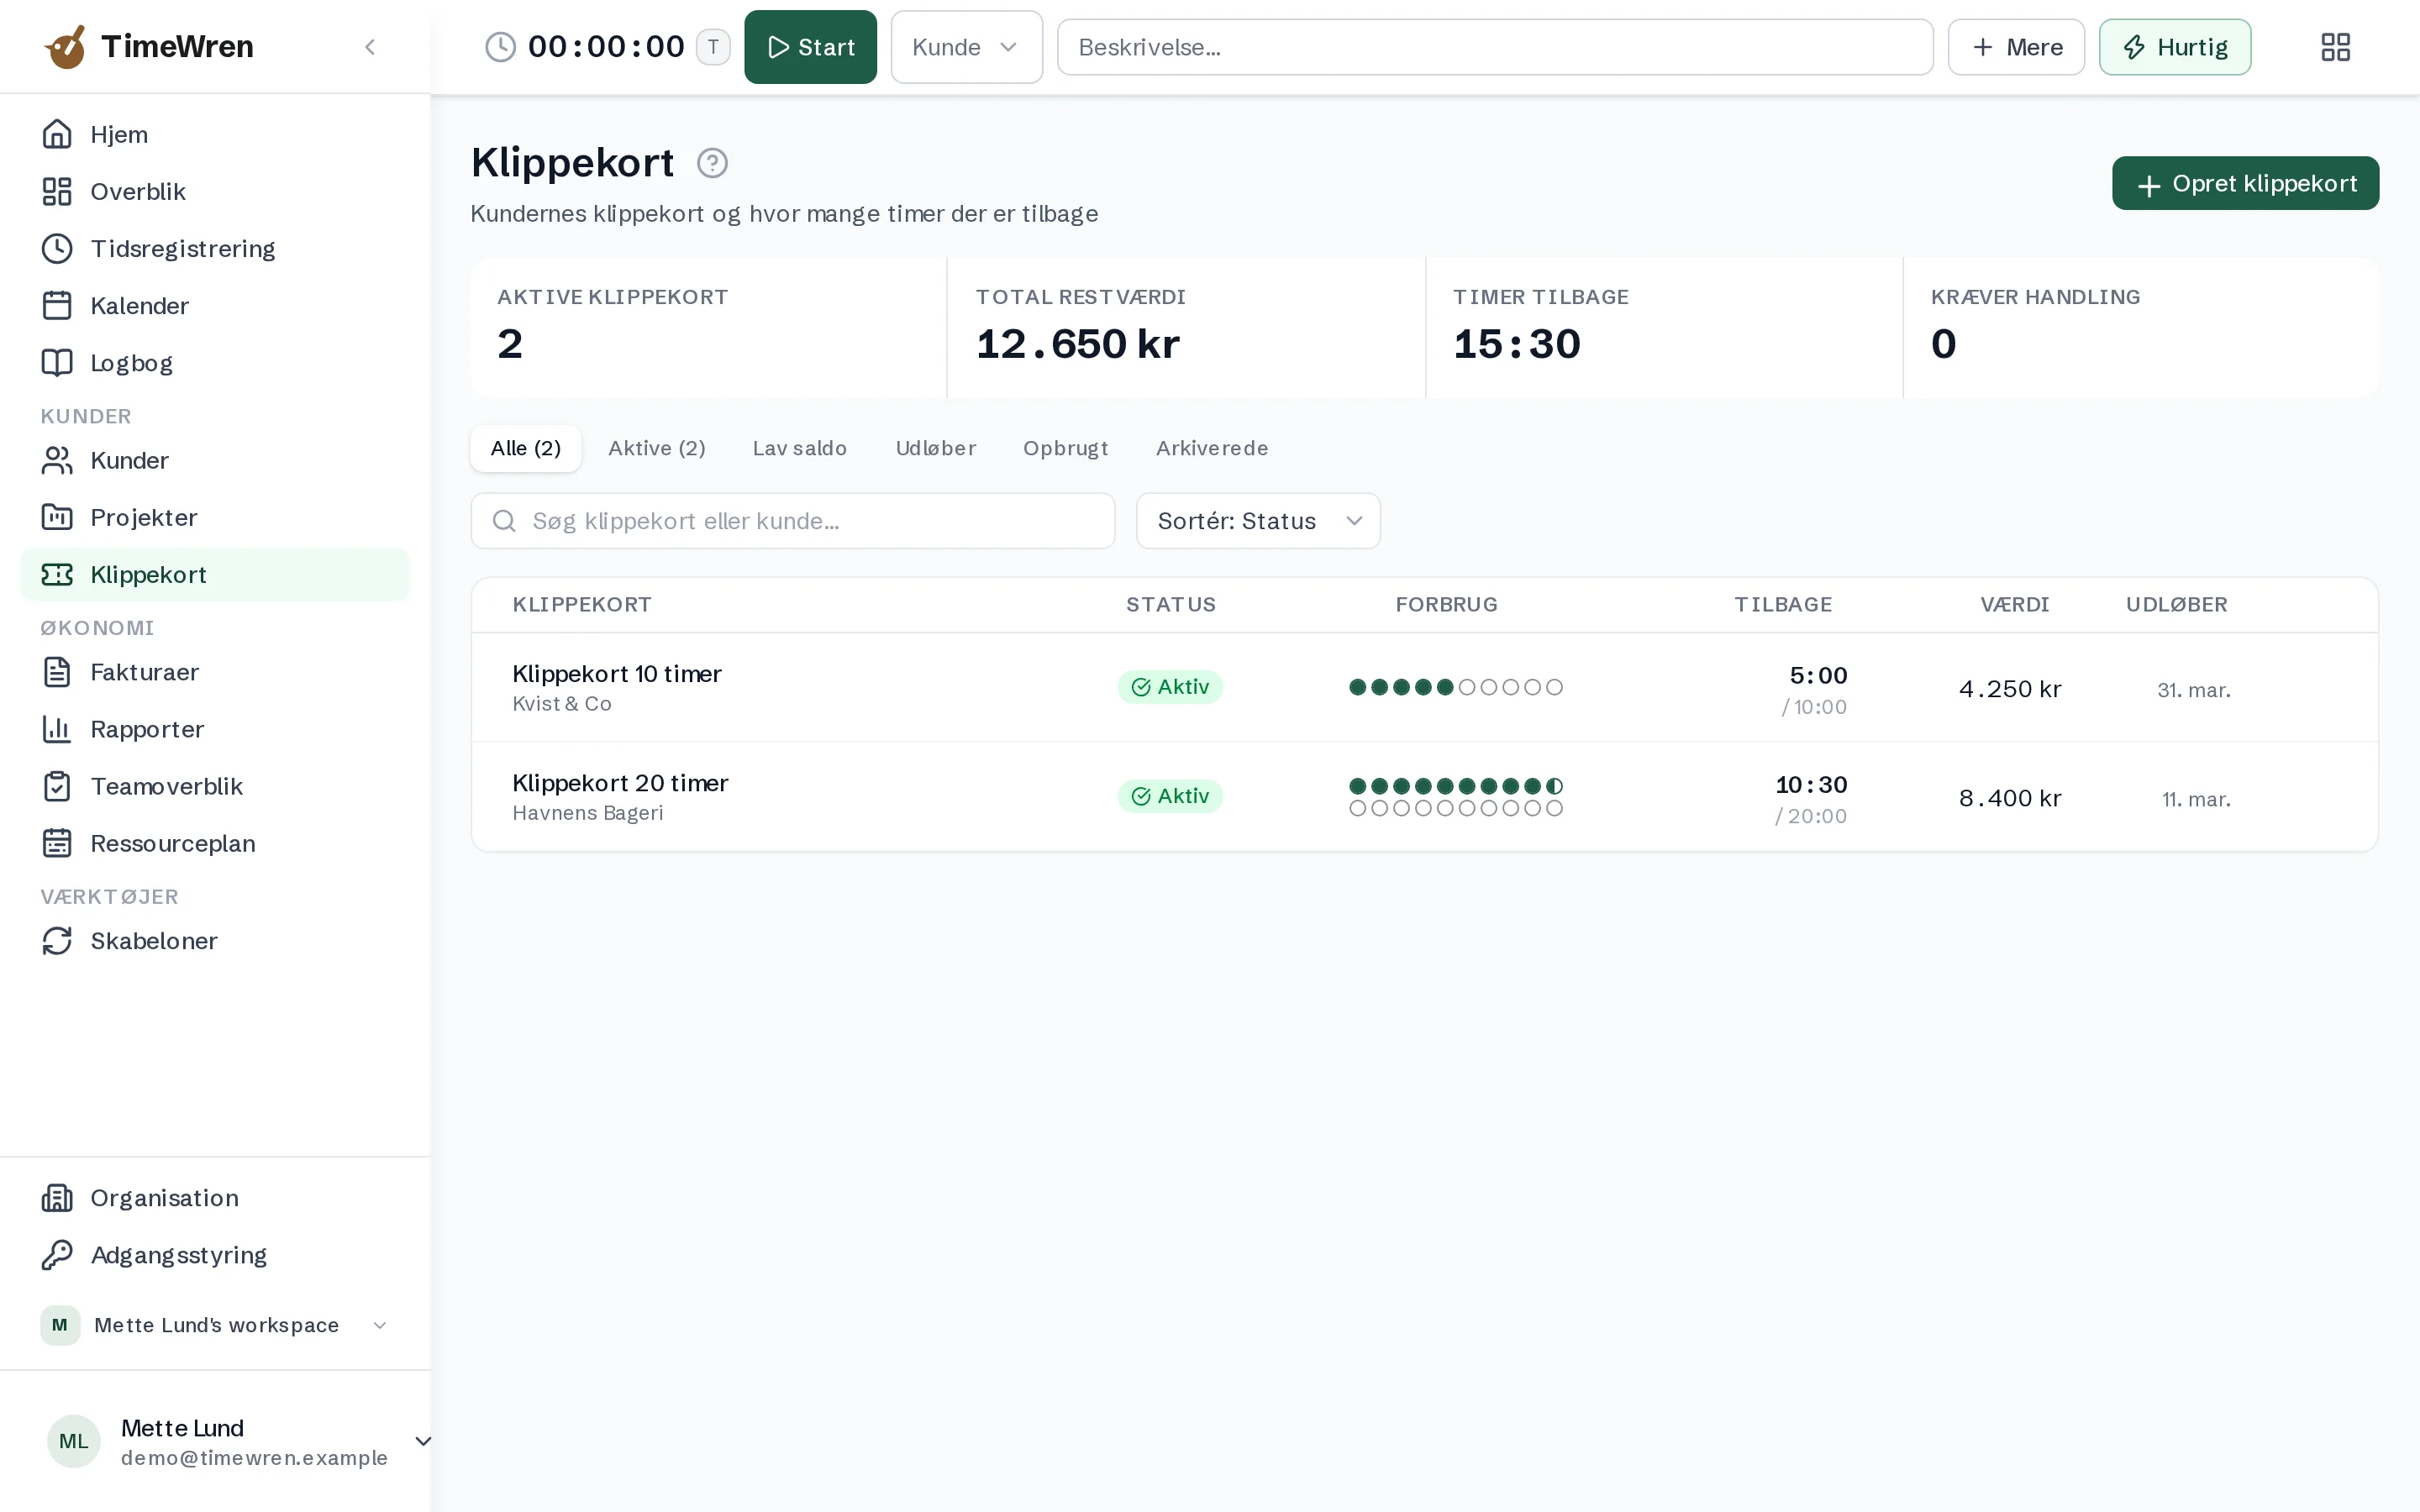 TimeWren
Hjem
Overblik
Tidsregistrering
Kalender
Logbog
KUNDER
Kunder
Projekter
Klippekort
ØKONOMI
Fakturaer
Rapporter
Teamoverblik
Ressourceplan
VÆRKTØJER
Skabeloner
Organisation
Adgangsstyring
M Mette Lund's workspace
ML Mette Lund
demo@timewren.example
00:00:00 T Start Kunde Beskrivelse... Mere Hurtig
Klippekort
Kundernes klippekort og hvor mange timer der er tilbage
Opret klippekort
AKTIVE KLIPPEKORT
2
TOTAL RESTVÆRDI
12.650 kr
TIMER TILBAGE
15:30
KRÆVER HANDLING
0
Alle (2) Aktive (2) Lav saldo Udløber Opbrugt Arkiverede
Søg klippekort eller kunde... Sortér: Status
KLIPPEKORT STATUS FORBRUG TILBAGE VÆRDI UDLØBER
Klippekort 10 timer
Kvist & Co
Aktiv
5:00
/ 10:00
4.250 kr
31. mar.
Klippekort 20 timer
Havnens Bageri
Aktiv
10:30
/ 20:00
8.400 kr
11. mar.